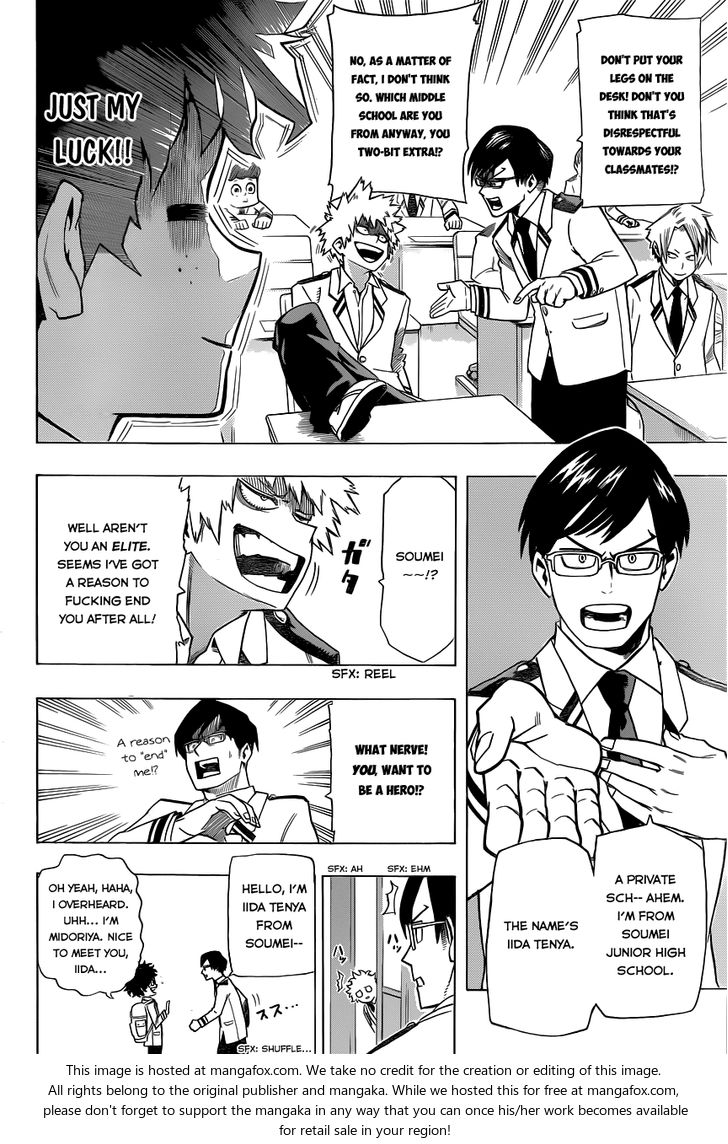 DON'T PUT YOUR
LEGS ON THE
DESK! DON'T YOU
THINK THAT'S
DISRESPECTFUL
TOWARDS YOUR
CLASSMATES!?
NO, AS A MATTER OF
FACT, I DON'T THINK
SO. WHICH MIDDLE
SCHOOL ARE YOU
FROM ANYWAY, YOU
TWO-BIT EXTRA!?
JUST MY
LUCK!!
A PRIVATE
SCH-- AHEM.
I'M FROM
SOUMEI
JUNIOR HIGH
SCHOOL.
THE NAME'S
IIDA TENYA.
SOUMEI
~~!?
ガタ
SFX: REEL
WELL AREN'T
YOU AN ELITE.
SEEMS I'VE GOT
A REASON TO
FUCKING END
YOU AFTER ALL!
WHAT NERVE!
YOU, WANT TO
BE A HERO!?
A reason
to "end"
me!?
SFX: AH
SFX: EHM
ハッ
HELLO, I'M
IIDA TENYA
FROM
SOUMEI--
OH YEAH, HAHA,
I OVERHEARD.
UHH... I'M
MIDORIYA. NICE
TO MEET YOU,
IIDA...
スス...
SFX: SHUFFLE...
This image is hosted at mangafox.com. We take no credit for the creation or editing of this image.
All rights belong to the original publisher and mangaka. While we hosted this for free at mangafox.com,
please don't forget to support the mangaka in any way that you can once his/her work becomes available
for retail sale in your region!